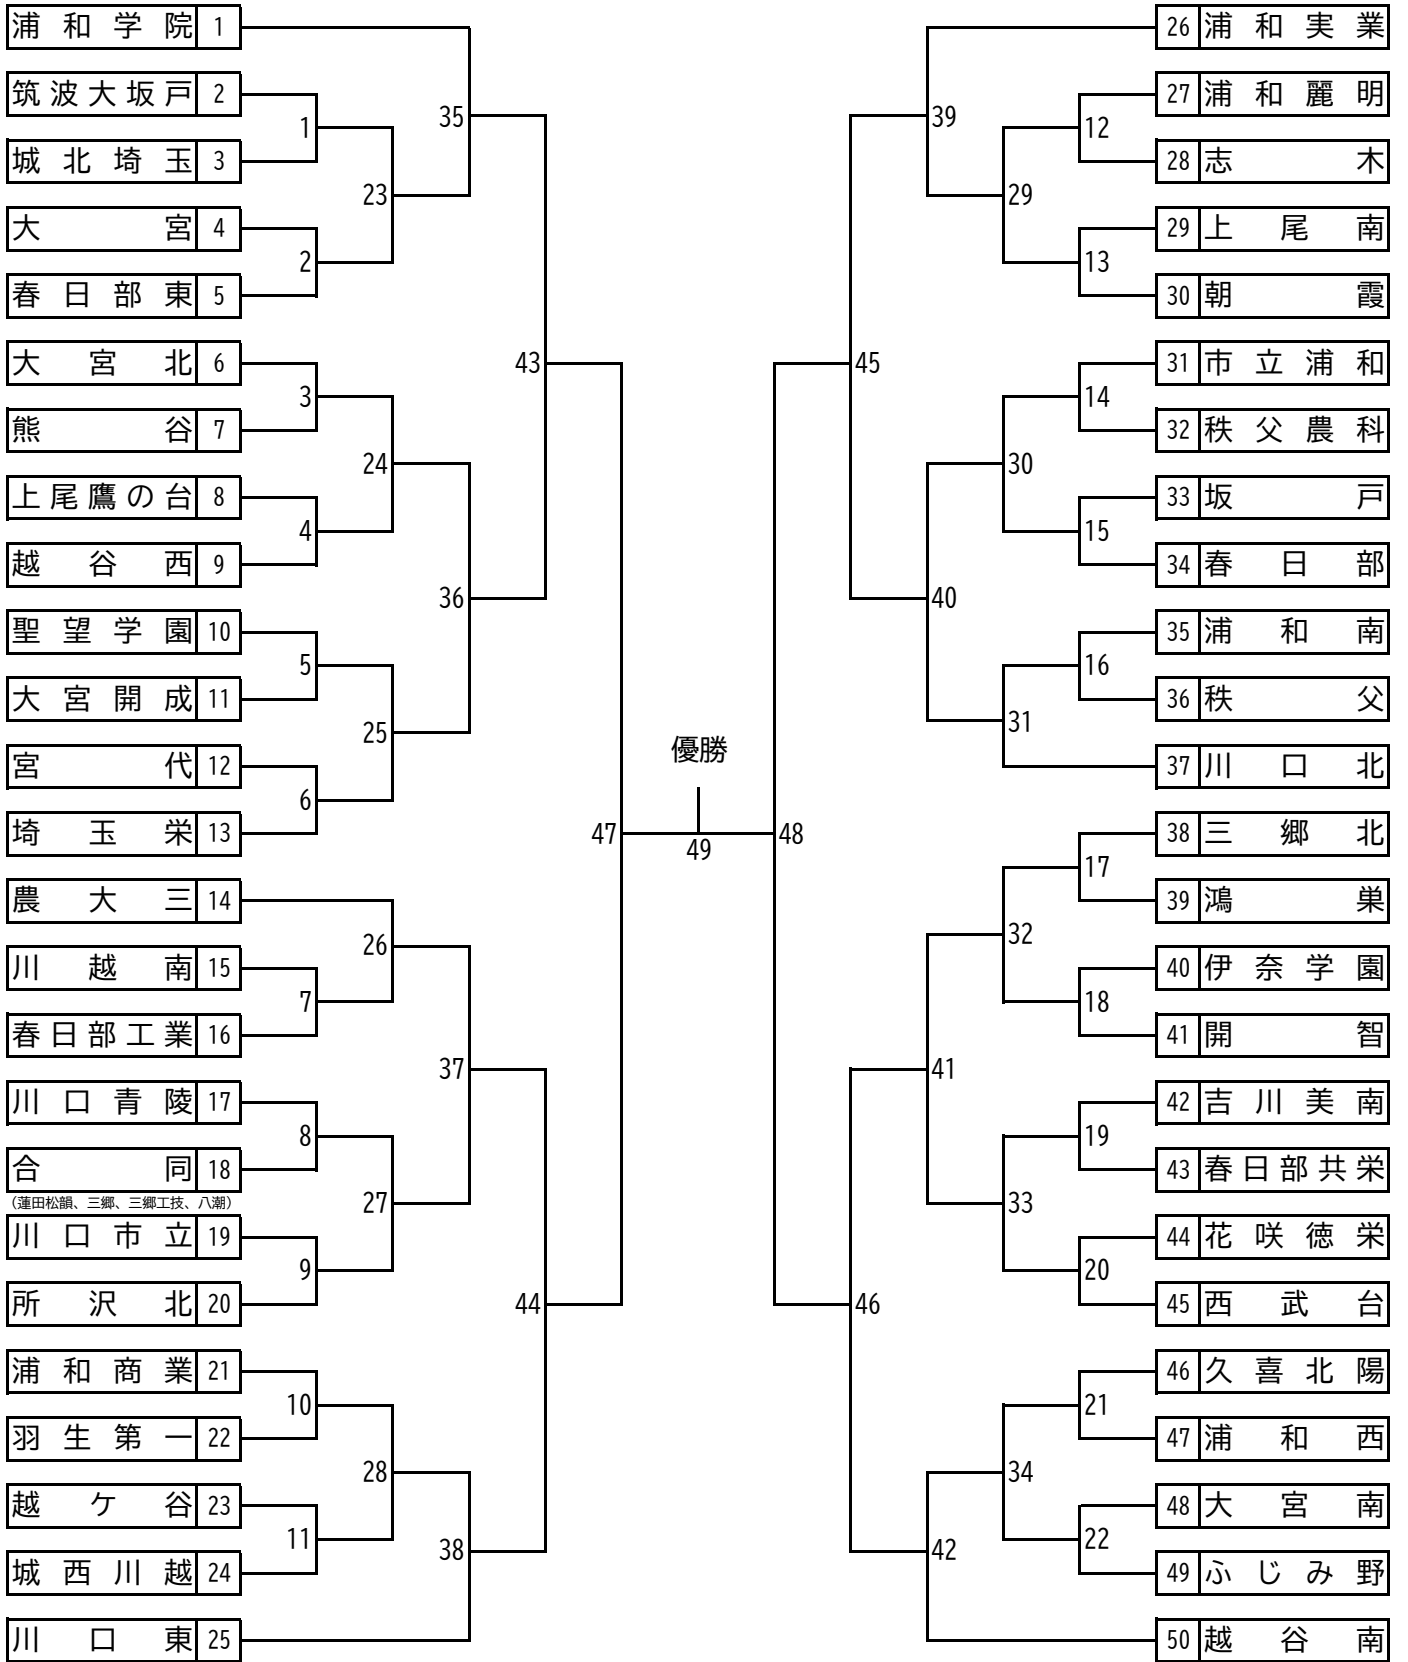 浦和学院 1
筑波大坂戸 2
城北埼玉 3
大宮 4
春日部東 5
大宮北 6
熊谷 7
上尾鷹の台 8
越谷西 9
聖望学園 10
大宮開成 11
宮代 12
埼玉栄 13
農大三 14
川越南 15
春日部工業 16
川口青陵 17
合同 18
（蓮田松韻、三郷、三郷工技、八潮）
川口市立 19
所沢北 20
浦和商業 21
羽生第一 22
越ケ谷 23
城西川越 24
川口東 25
1
2
3
4
5
6
7
8
9
10
11
23
24
25
26
27
28
35
36
37
38
43
44
47
優勝
49
48
45
46
39
40
41
42
29
30
31
32
33
34
12
13
14
15
16
17
18
19
20
21
22
26 浦和実業
27 浦和麗明
28 志木
29 上尾南
30 朝霞
31 市立浦和
32 秩父農科
33 坂戸
34 春日部
35 浦和南
36 秩父
37 川口北
38 三郷北
39 鴻巣
40 伊奈学園
41 開智
42 吉川美南
43 春日部共栄
44 花咲徳栄
45 西武台
46 久喜北陽
47 浦和西
48 大宮南
49 ふじみ野
50 越谷南